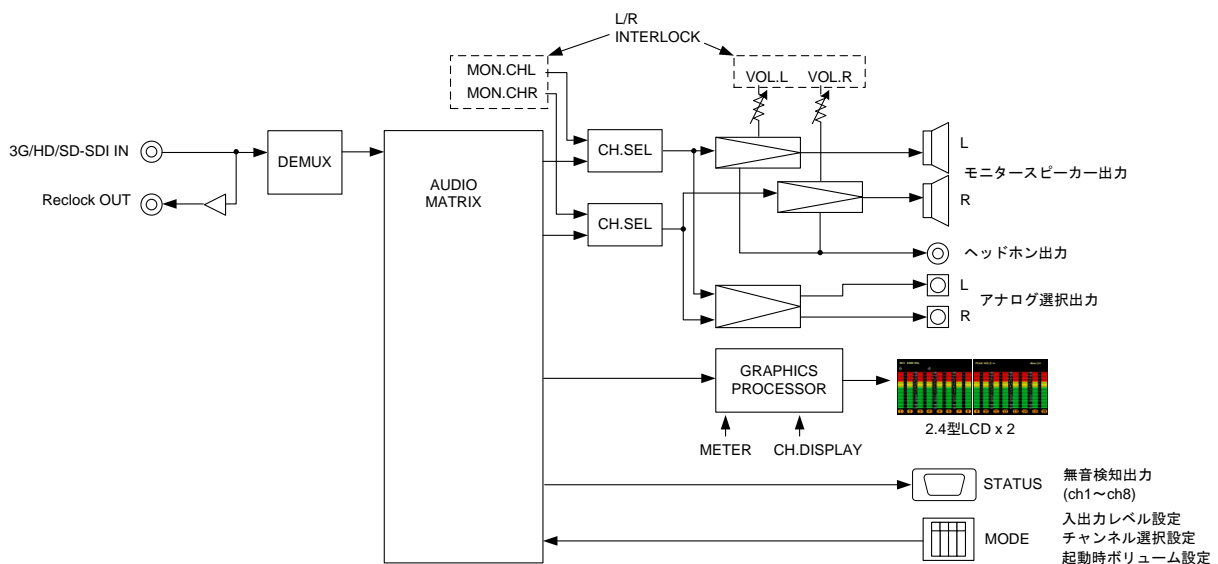 L/R
INTERLOCK
MON.CHL
MON.CHR
VOL.L
VOL.R
3G/HD/SD-SDI IN
Reclock OUT
DEMUX
AUDIO
MATRIX
CH.SEL
CH.SEL
L
モニタースピーカー出力
R
ヘッドホン出力
L
アナログ選択出力
R
GRAPHICS
PROCESSOR
METER
CH.DISPLAY
2.4型LCD x 2
STATUS
無音検知出力
(ch1～ch8)
MODE
入出力レベル設定
チャンネル選択設定
起動時ボリューム設定